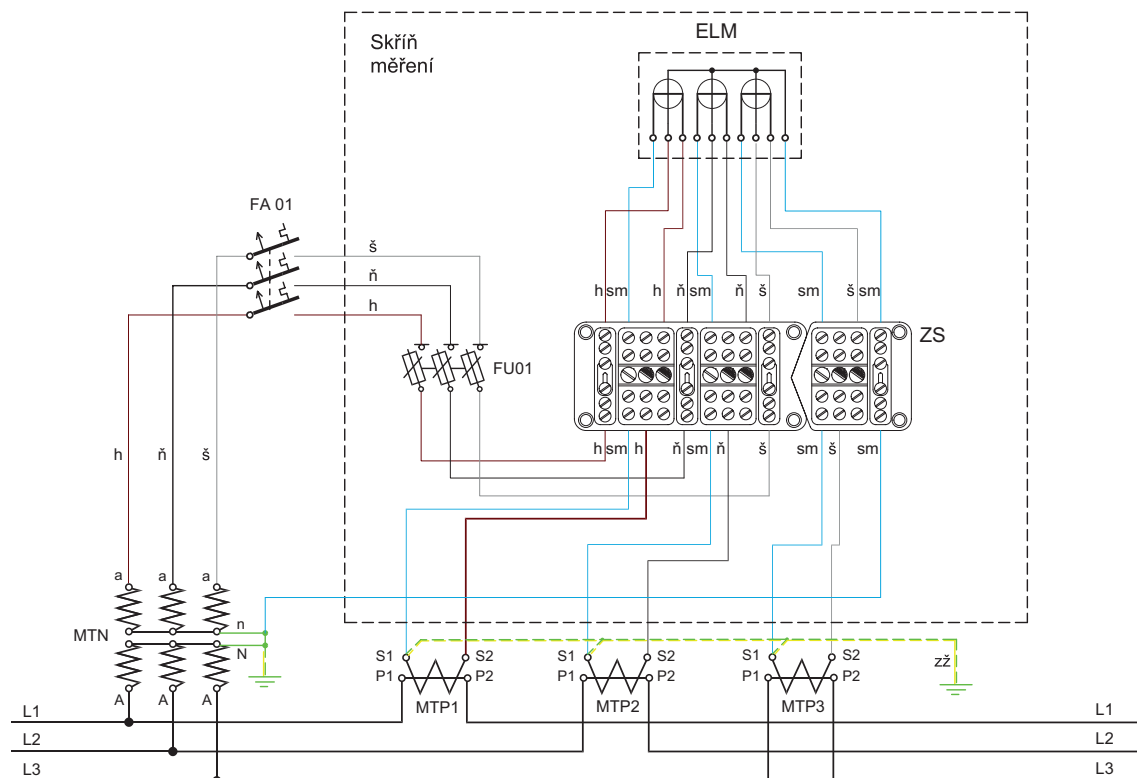 ELM
Skříň
měření
FA 01
š
ň
h
h sm h ň sm ň š sm š sm
ZS
FU01
h sm h ň sm ň š sm š sm
h ň š
a a a
n
MTN
N
A A A
S1 S2 S1 S2 S1 S2
zž
P1 P2 P1 P2 P1 P2
MTP1 MTP2 MTP3
L1 L1
L2 L2
L3 L3